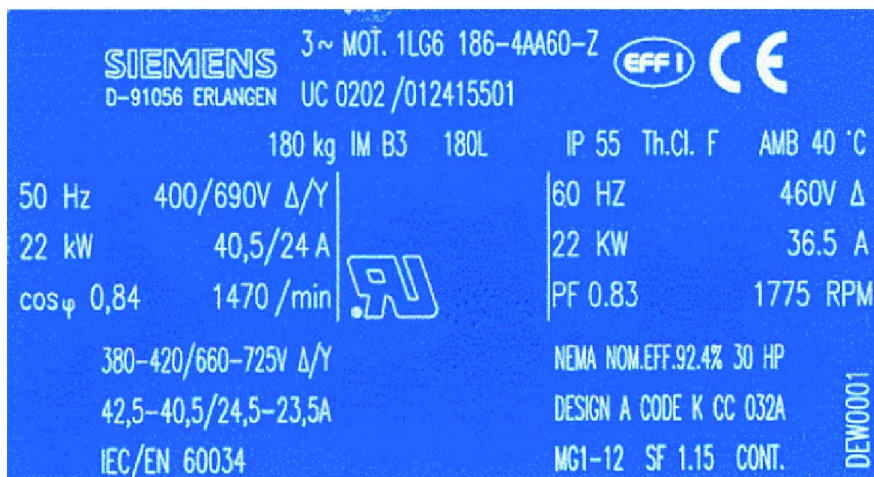 SIEMENS
D-91056 ERLANGEN
3~ MOT. 1LG6 186-4AA60-Z
UC 0202/012415501
EFF 1 CE
180 kg IM B3 180L IP 55 Th.Cl. F AMB 40 °C
50 Hz 400/690V Δ/Y
22 kW 40,5/24 A
cosφ 0,84 1470/min
380-420/660-725V Δ/Y
42,5-40,5/24,5-23,5A
IEC/EN 60034
60 HZ 460V Δ
22 KW 36.5 A
PF 0.83 1775 RPM
NEMA NOM.EFF.92.4% 30 HP
DESIGN A CODE K CC 032A
MG1-12 SF 1.15 CONT.
DEW0001